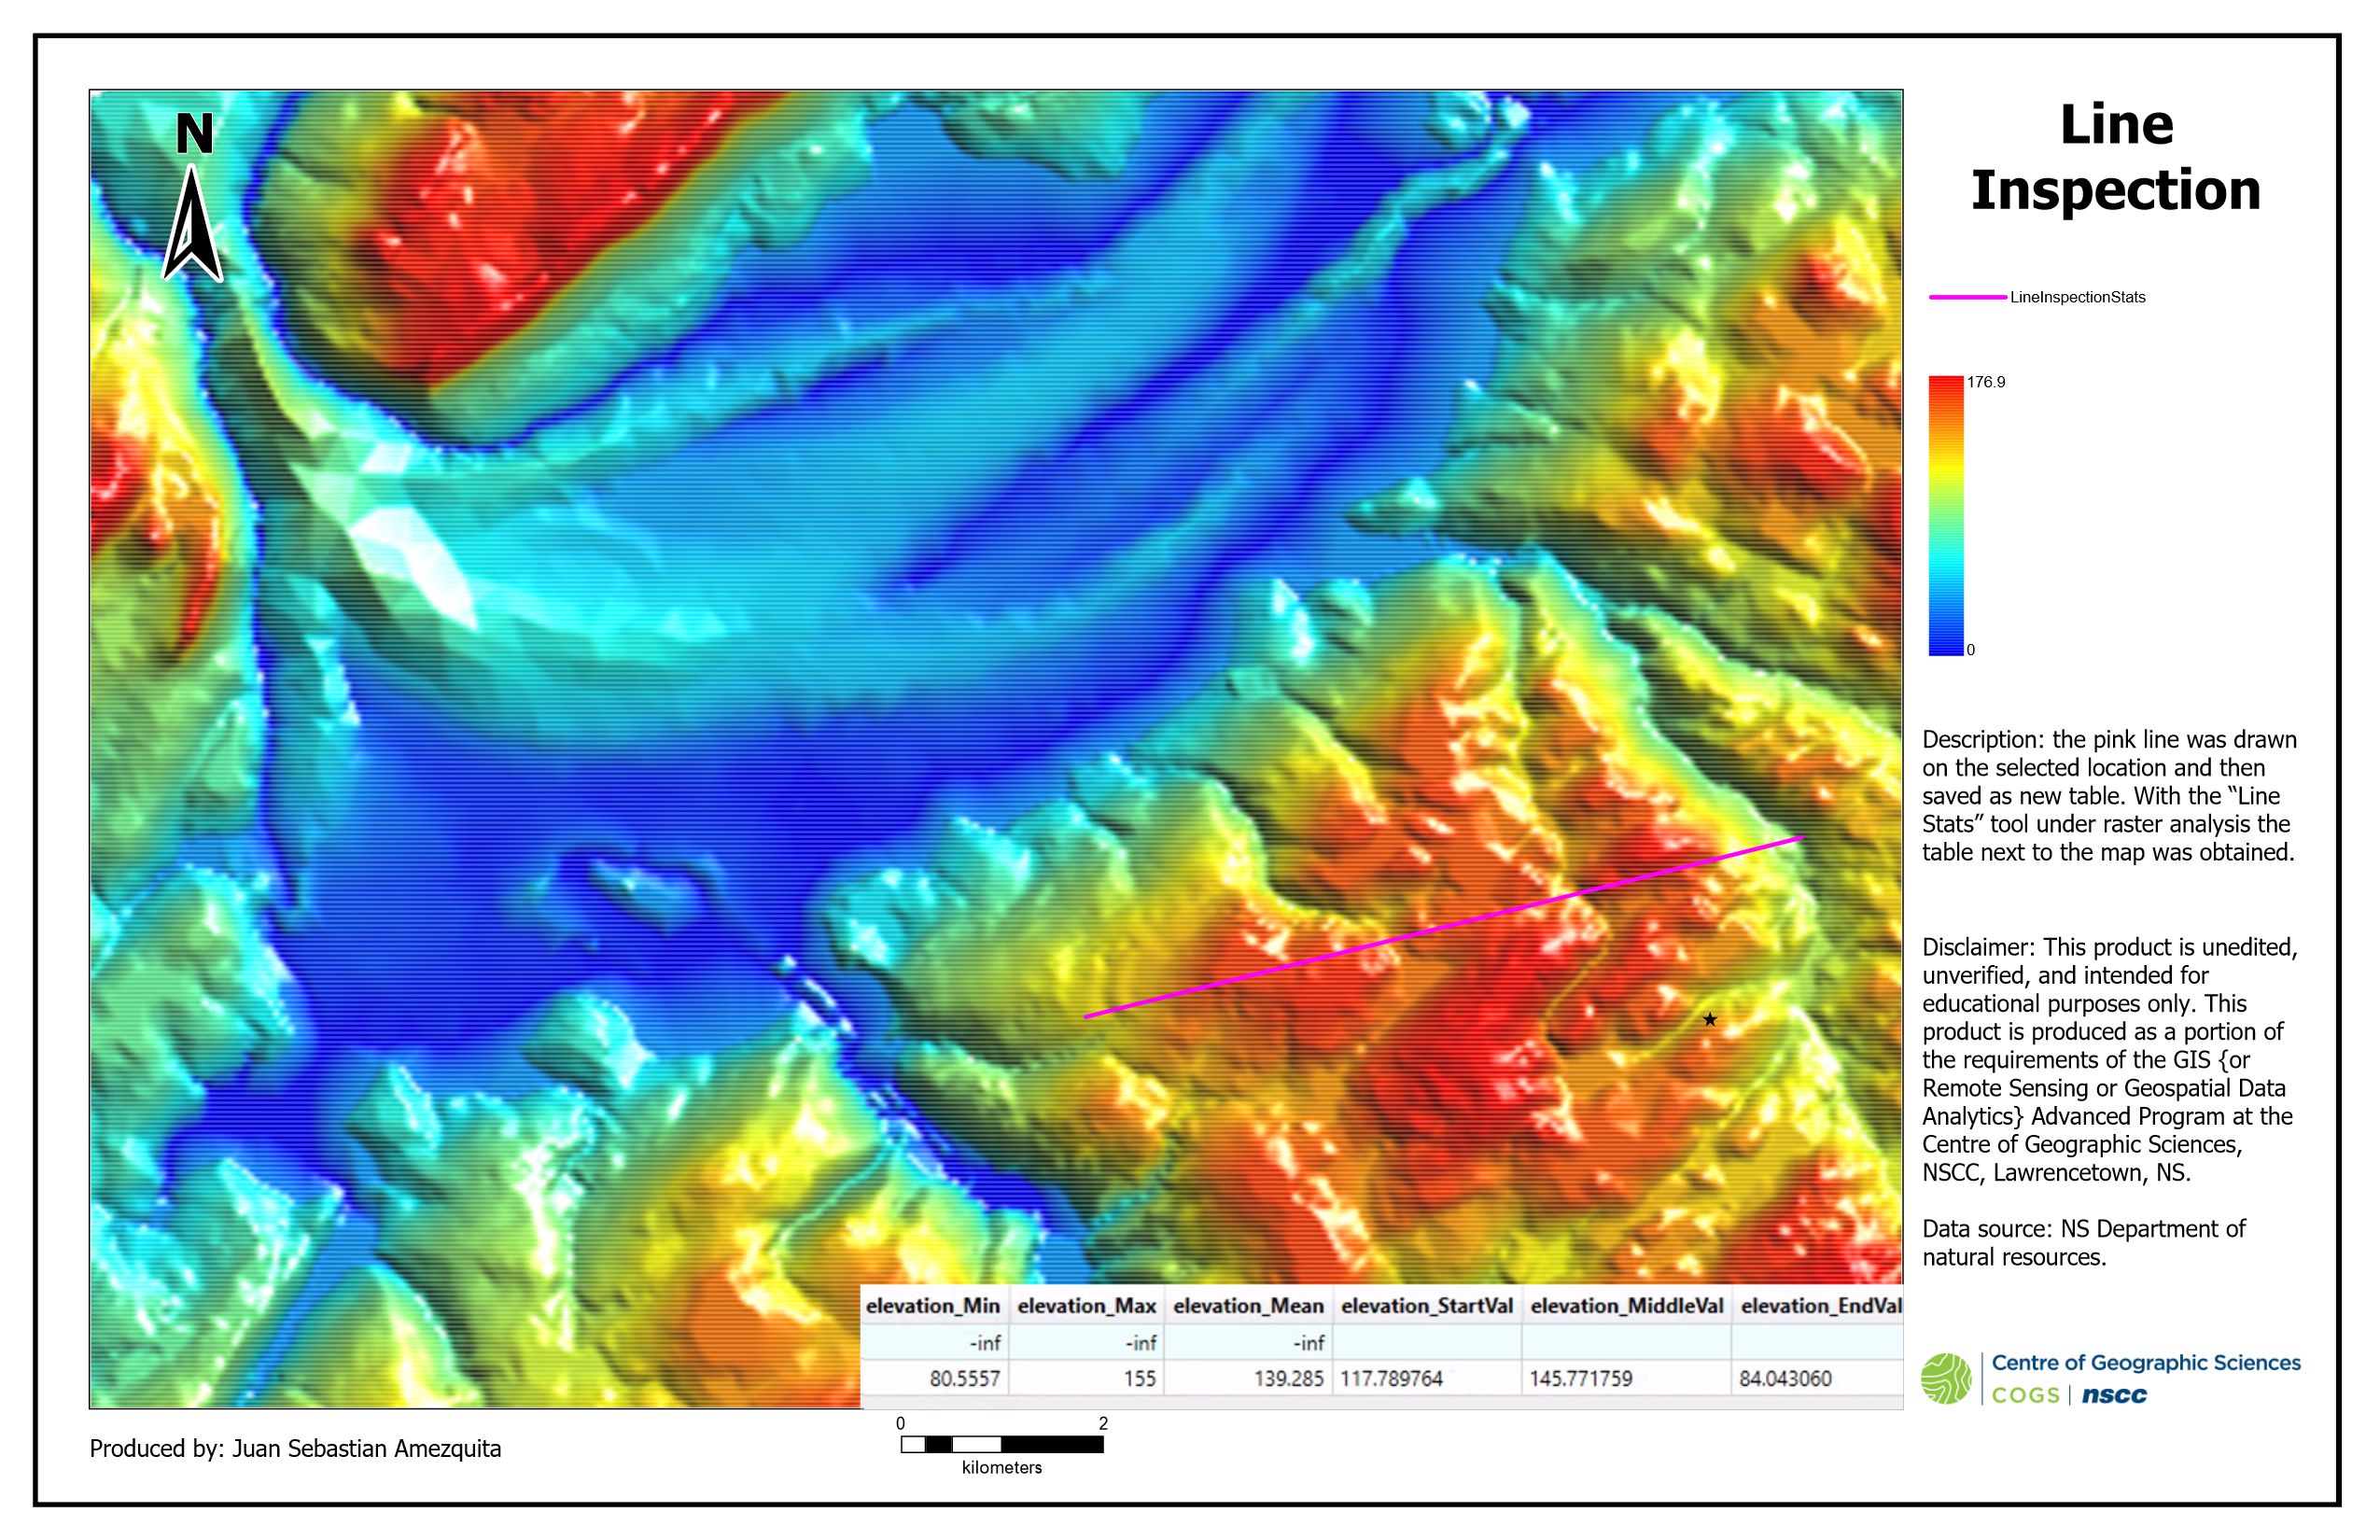 N
Line
Inspection
LineInspectionStats
176.9
0
Description: the pink line was drawn
on the selected location and then
saved as new table. With the “Line
Stats” tool under raster analysis the
table next to the map was obtained.
Disclaimer: This product is unedited,
unverified, and intended for
educational purposes only. This
product is produced as a portion of
the requirements of the GIS {or
Remote Sensing or Geospatial Data
Analytics} Advanced Program at the
Centre of Geographic Sciences,
NSCC, Lawrencetown, NS.
Data source: NS Department of
natural resources.
elevation_Min elevation_Max elevation_Mean elevation_StartVal elevation_MiddleVal elevation_EndVal
-inf -inf -inf
80.5557 155 139.285 117.789764 145.771759 84.043060
Centre of Geographic Sciences
COGS | nscc
0 2
kilometers
Produced by: Juan Sebastian Amezquita